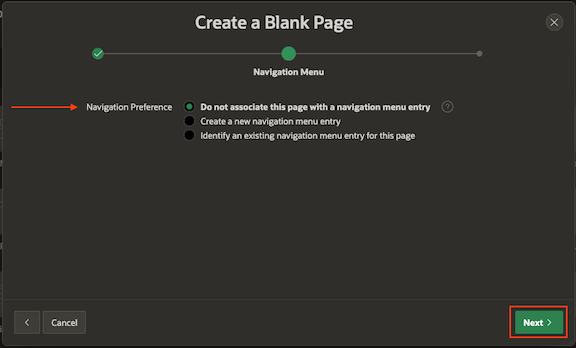 Create a Blank Page
Navigation Menu
Navigation Preference
Do not associate this page with a navigation menu entry
?
Create a new navigation menu entry
Identify an existing navigation menu entry for this page
Cancel
Next